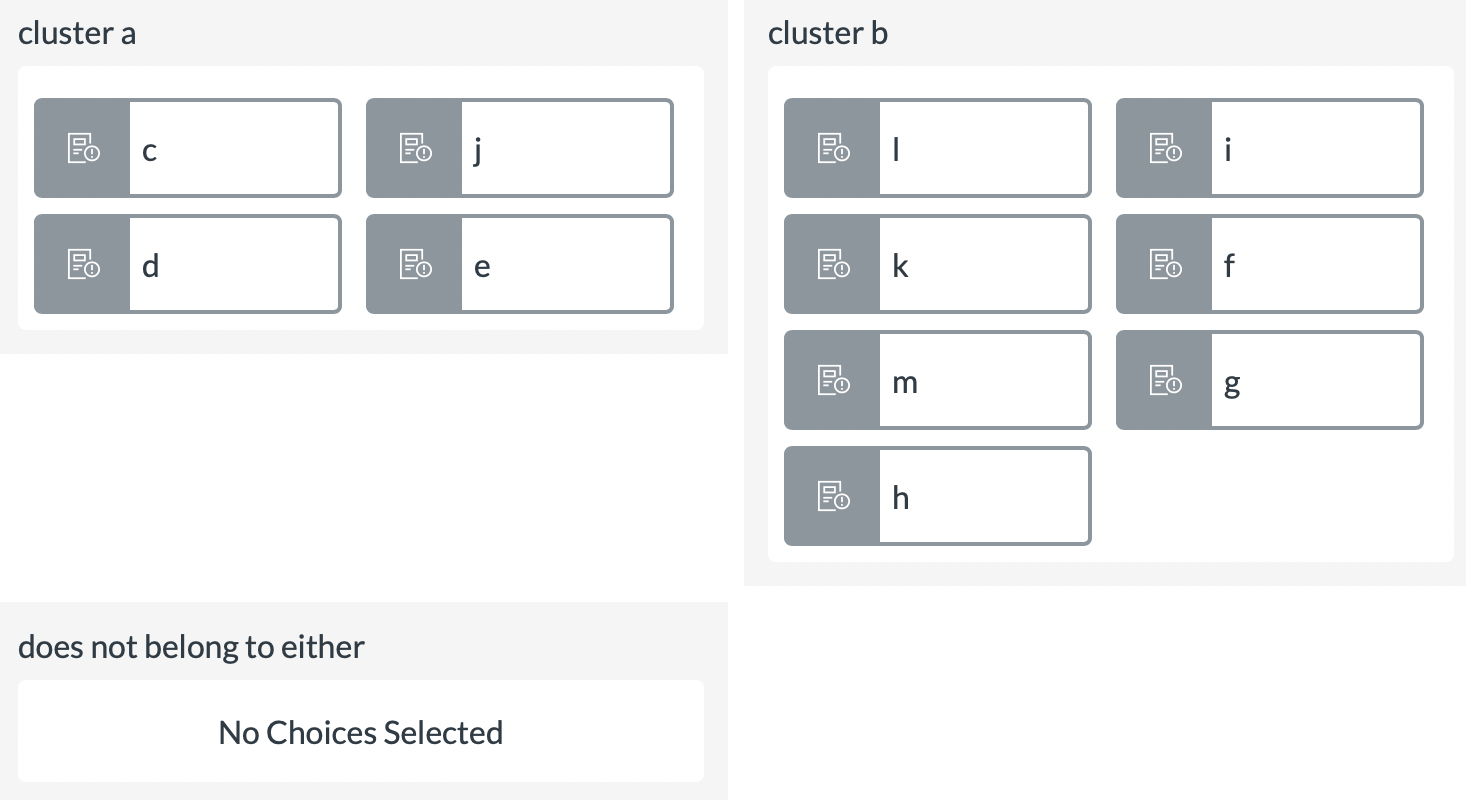 cluster a
c
j
d
e
cluster b
l
i
k
f
m
g
h
does not belong to either
No Choices Selected